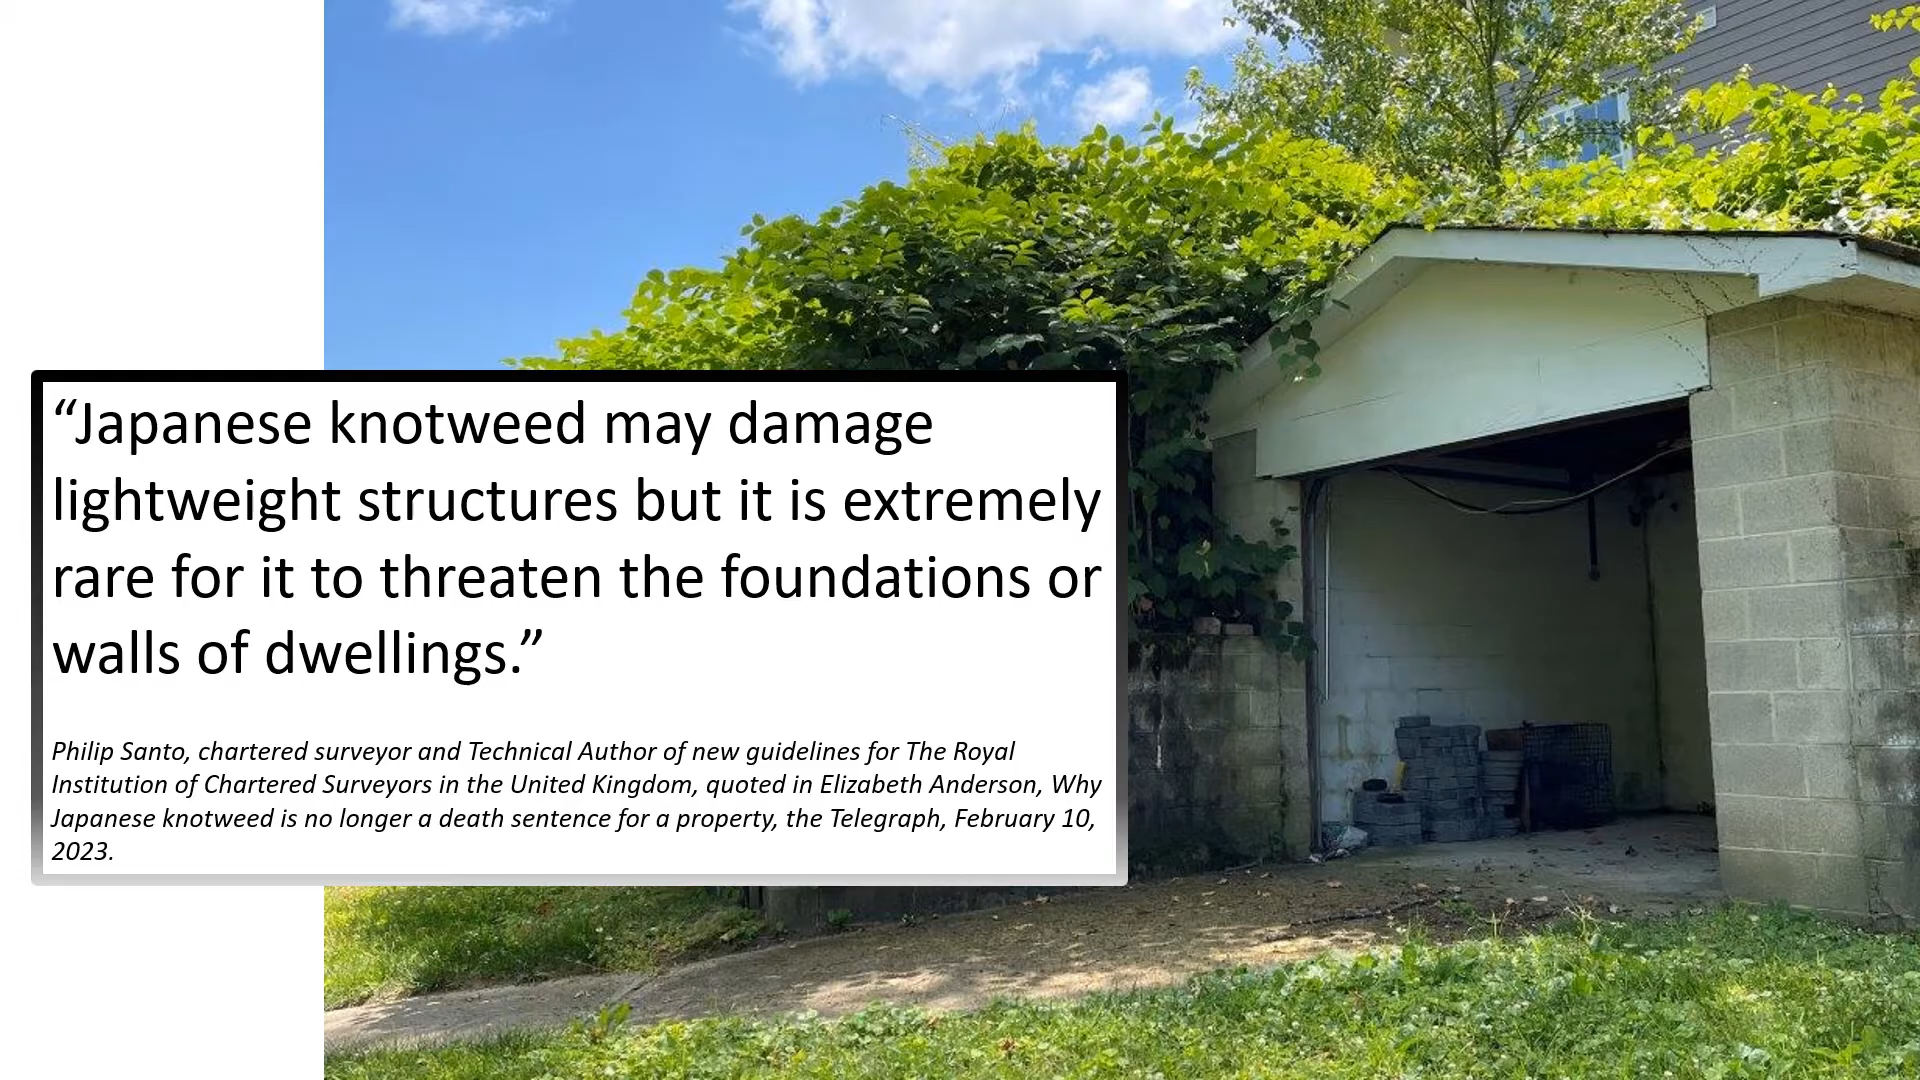 “Japanese knotweed may damage
lightweight structures but it is extremely
rare for it to threaten the foundations or
walls of dwellings.”
Philip Santo, chartered surveyor and Technical Author of new guidelines for The Royal
Institution of Chartered Surveyors in the United Kingdom, quoted in Elizabeth Anderson, Why
Japanese knotweed is no longer a death sentence for a property, the Telegraph, February 10,
2023.